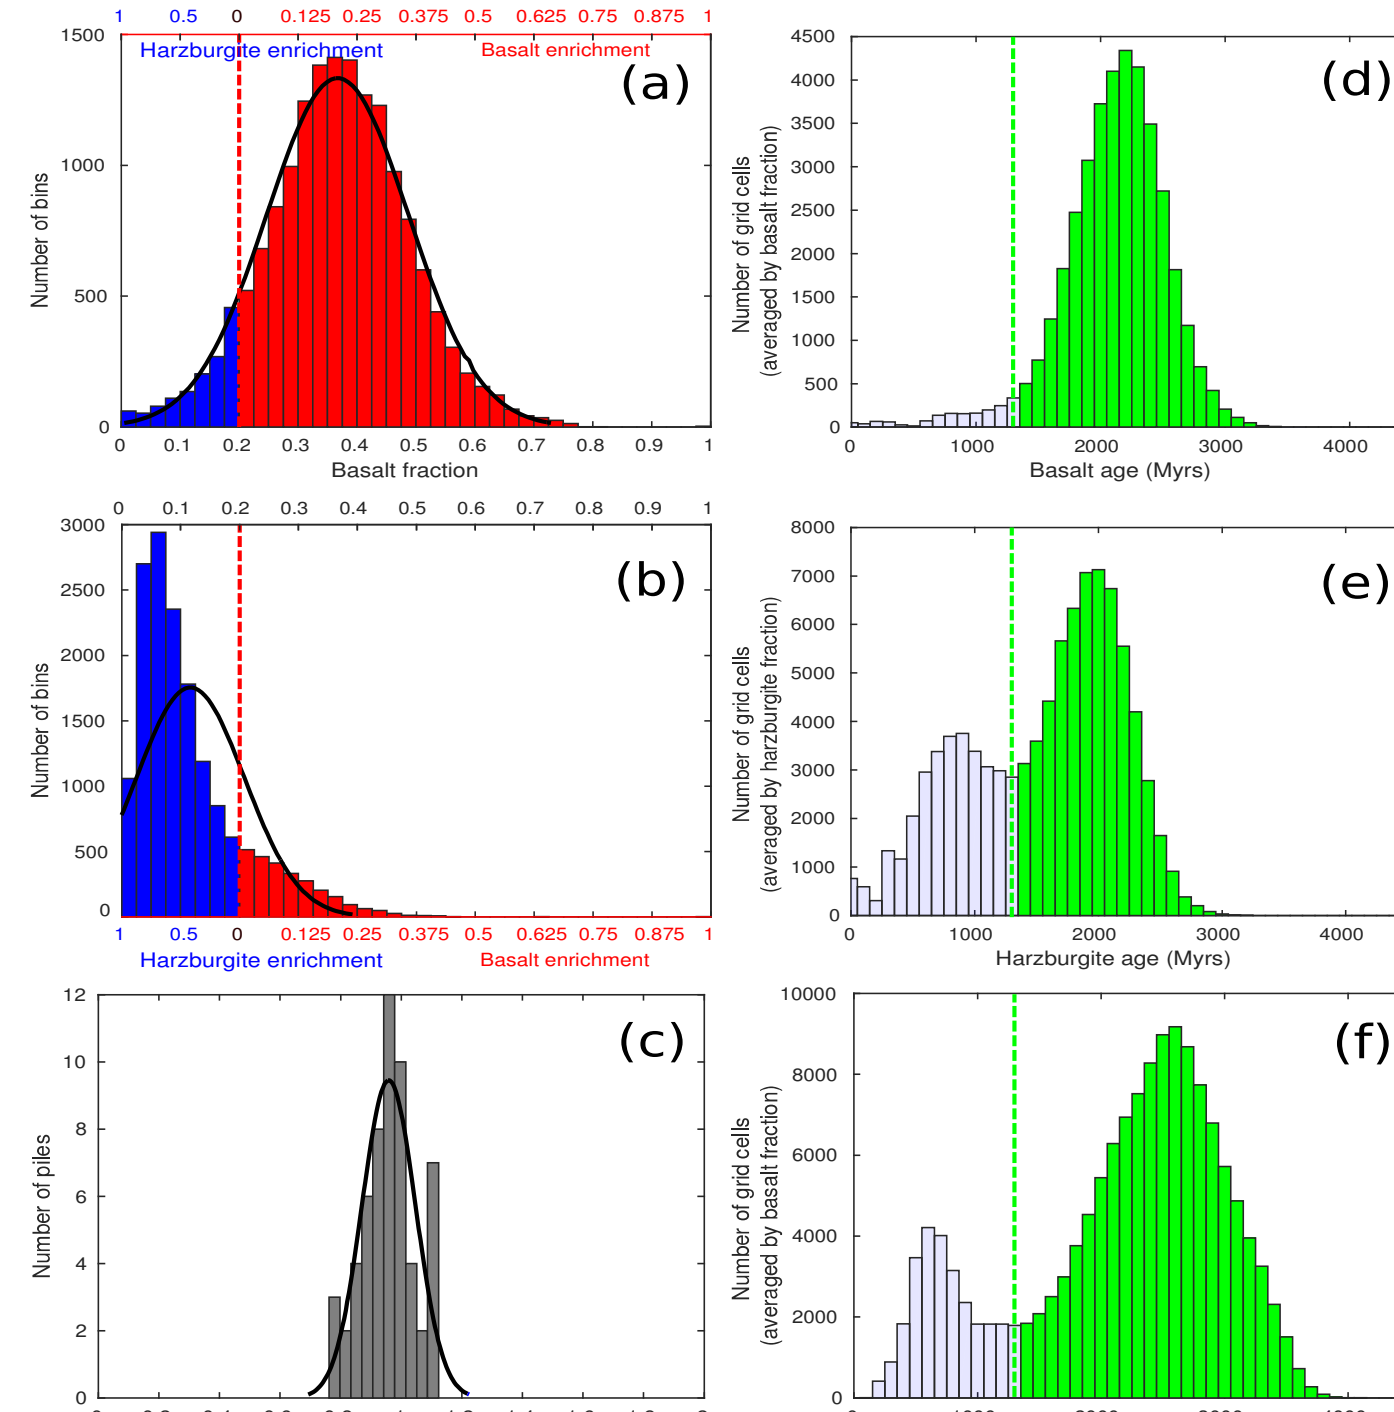 1 0.5 0 0.125 0.25 0.375 0.5 0.625 0.75 0.875 1
Harzburgite enrichment Basalt enrichment
(a)
Number of bins
1500
1000
500
0
0 0.1 0.2 0.3 0.4 0.5 0.6 0.7 0.8 0.9 1
Basalt fraction
(d)
Number of grid cells
(averaged by basalt fraction)
4500
4000
3500
3000
2500
2000
1500
1000
500
0
0 1000 2000 3000 4000
Basalt age (Myrs)
0 0.1 0.2 0.3 0.4 0.5 0.6 0.7 0.8 0.9 1
(b)
Number of bins
3000
2500
2000
1500
1000
500
0
1 0.5 0 0.125 0.25 0.375 0.5 0.625 0.75 0.875 1
Harzburgite enrichment Basalt enrichment
(e)
Number of grid cells
(averaged by harzburgite fraction)
8000
7000
6000
5000
4000
3000
2000
1000
0
0 1000 2000 3000 4000
Harzburgite age (Myrs)
(c)
Number of piles
12
10
8
6
4
2
0
(f)
Number of grid cells
(averaged by basalt fraction)
10000
8000
6000
4000
2000
0